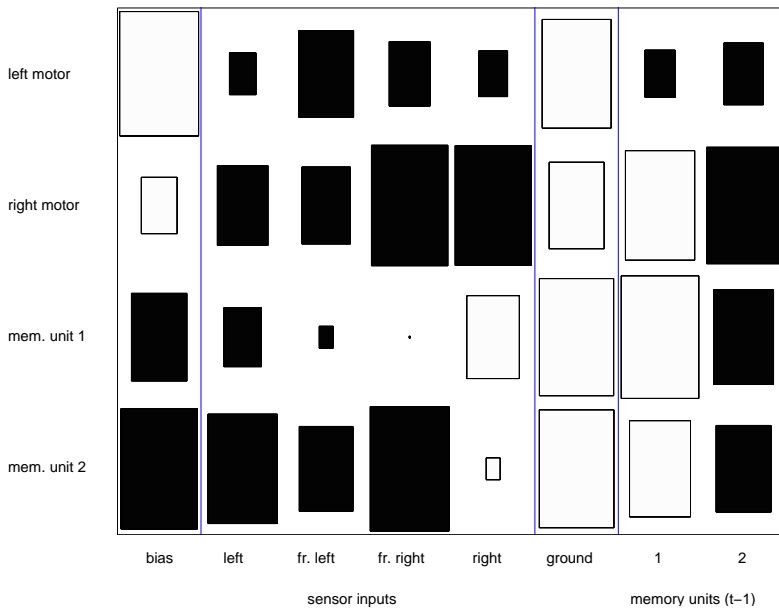 left motor
right motor
mem. unit 1
mem. unit 2
bias left fr. left fr. right right ground 1 2
sensor inputs memory units (t−1)